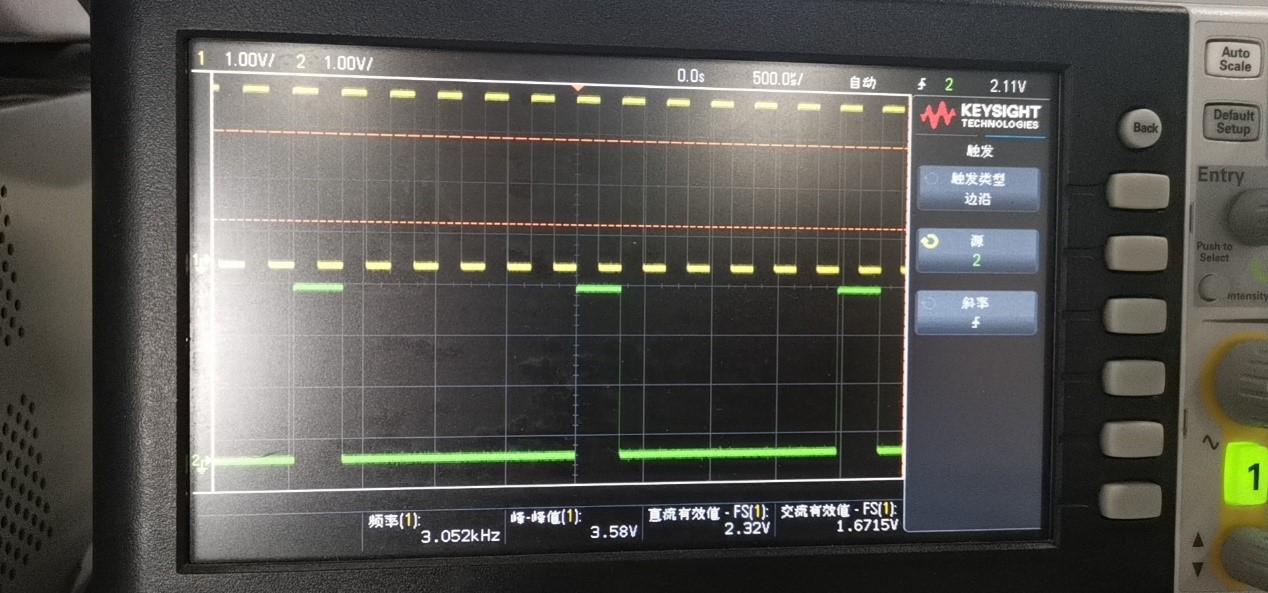 1 1.00V/ 2 1.00V/ 0.0s 500.0㎲/ 自动 2 2.11V
KEYSIGHT
TECHNOLOGIES
触发
触发类型
边沿
源
2
斜率
1
2
频率(1):
3.052kHz
峰-峰值(1):
3.58V
直流有效值 - FS(1):
2.32V
交流有效值 - FS(1):
1.6715V
Back
Auto
Scale
Default
Setup
Entry
Push to
Select
Intensity
1